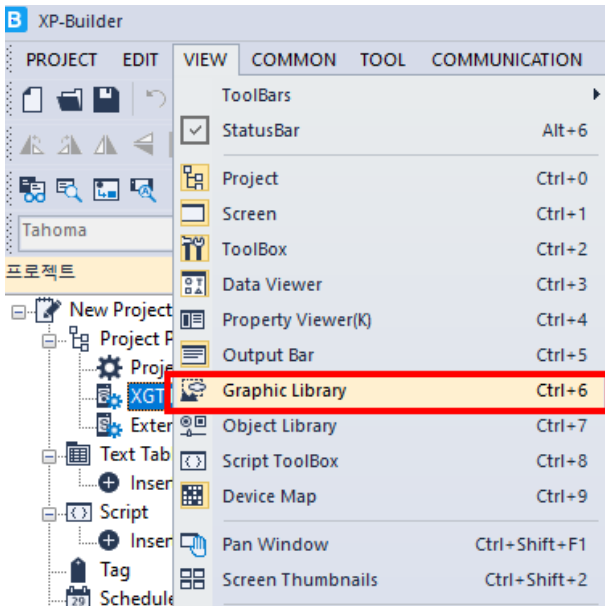 XP-Builder
PROJECT EDIT VIEW COMMON TOOL COMMUNICATION
ToolBars
StatusBar Alt+6
Project Ctrl+0
Screen Ctrl+1
Tahoma
ToolBox Ctrl+2
프로젝트
Data Viewer Ctrl+3
New Project
Property Viewer(K) Ctrl+4
Project P
Output Bar Ctrl+5
Proje
XGT
Graphic Library Ctrl+6
Exter
Object Library Ctrl+7
Text Tab
Script ToolBox Ctrl+8
Inser
Device Map Ctrl+9
Script
Inser
Pan Window Ctrl+Shift+F1
Tag
Screen Thumbnails Ctrl+Shift+2
Schedule